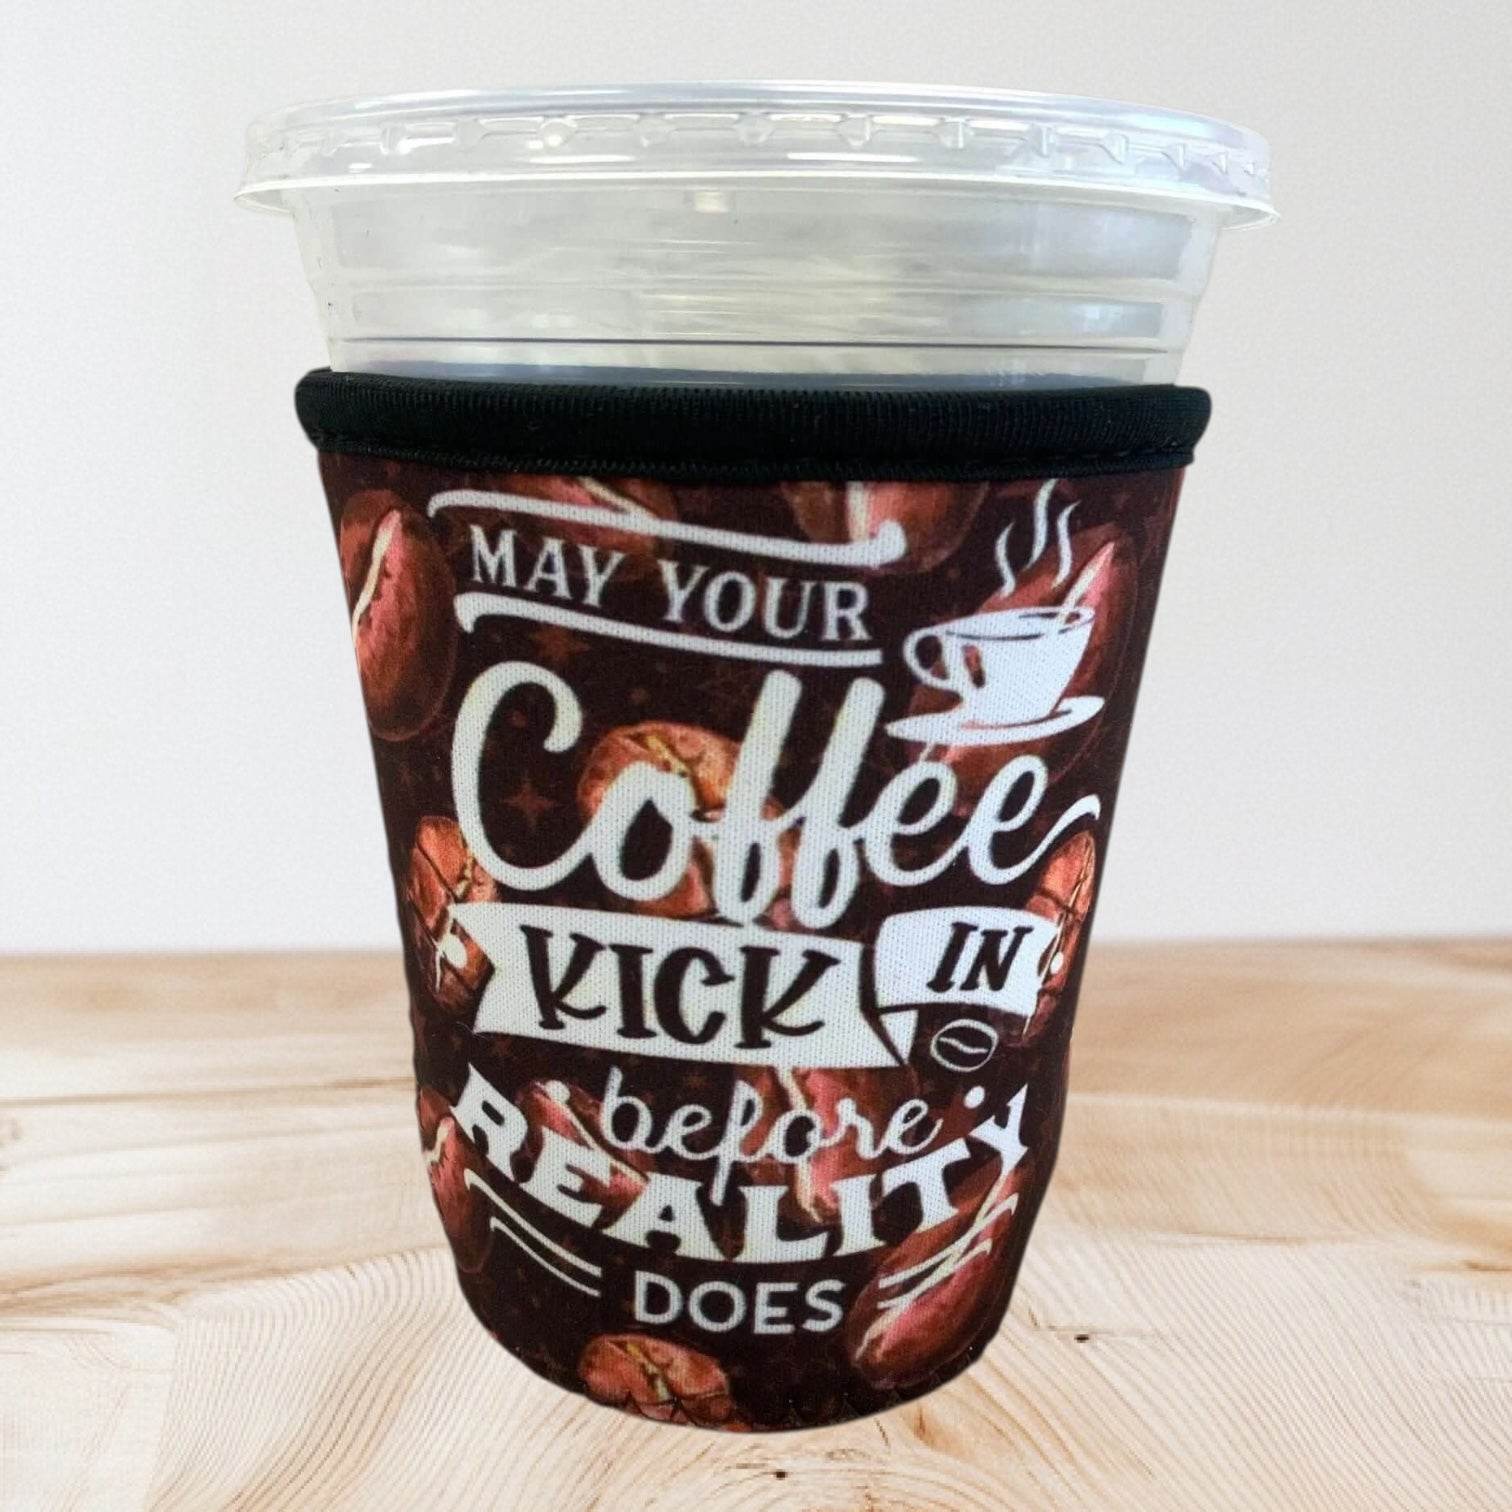 MAY YOUR
Coffee
KICK IN
before
REALITY
DOES